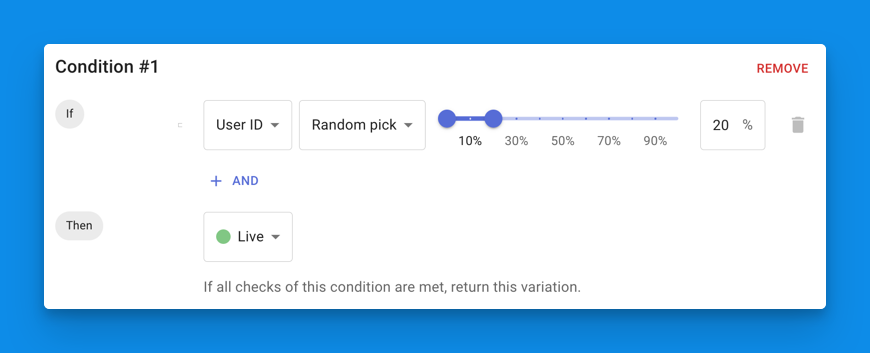 Condition #1
REMOVE
If
User ID
Random pick
20 %
10% 30% 50% 70% 90%
+ AND
Then
Live
If all checks of this condition are met, return this variation.